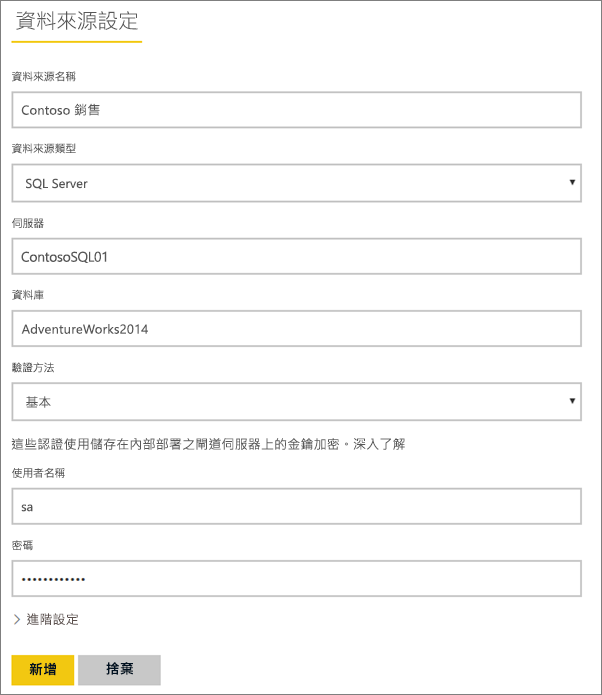 資料來源設定
資料來源名稱
Contoso 銷售
資料來源類型
SQL Server
伺服器
ContosoSQL01
資料庫
AdventureWorks2014
驗證方法
基本
這些認證使用儲存在內部部署之閘道伺服器上的金鑰加密。深入了解
使用者名稱
sa
密碼
••••••••••••
進階設定
新增 捨棄